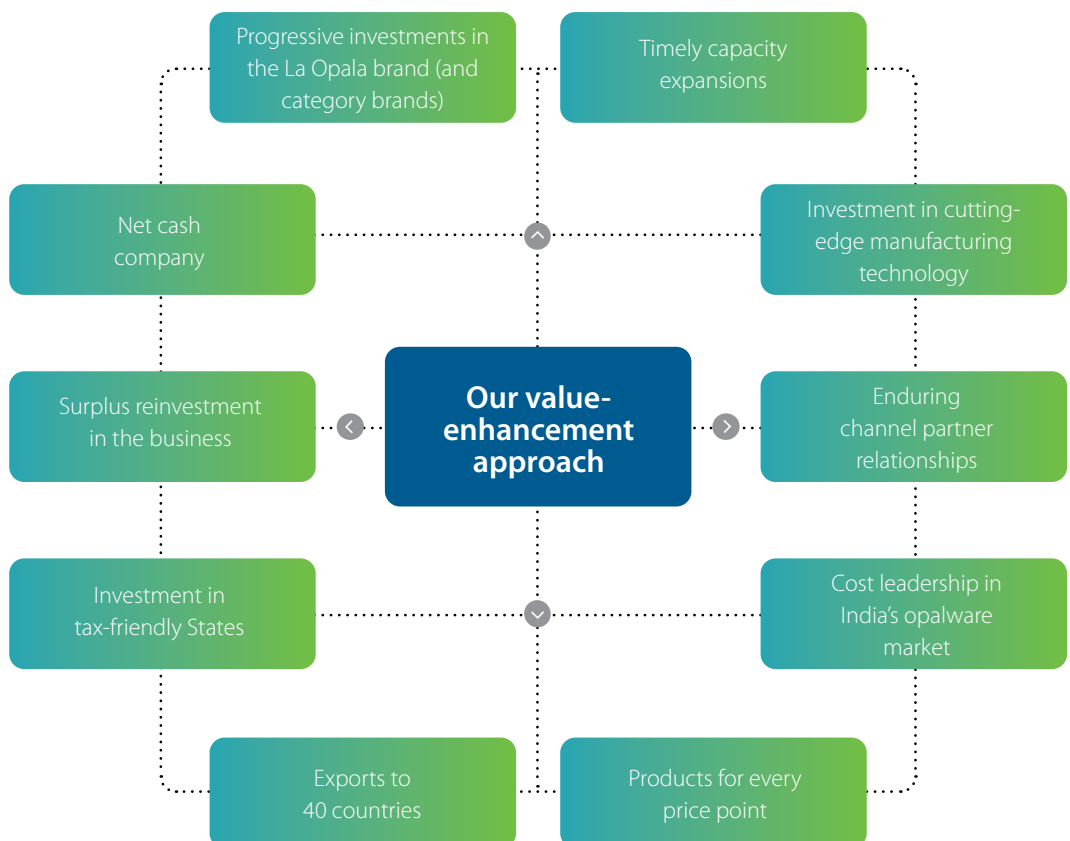 Progressive investments in
the La Opala brand (and
category brands)
Timely capacity
expansions
Net cash
company
Investment in cutting-
edge manufacturing
technology
Surplus reinvestment
in the business
Our value-
enhancement
approach
Enduring
channel partner
relationships
Investment in
tax-friendly States
Cost leadership in
India’s opalware
market
Exports to
40 countries
Products for every
price point